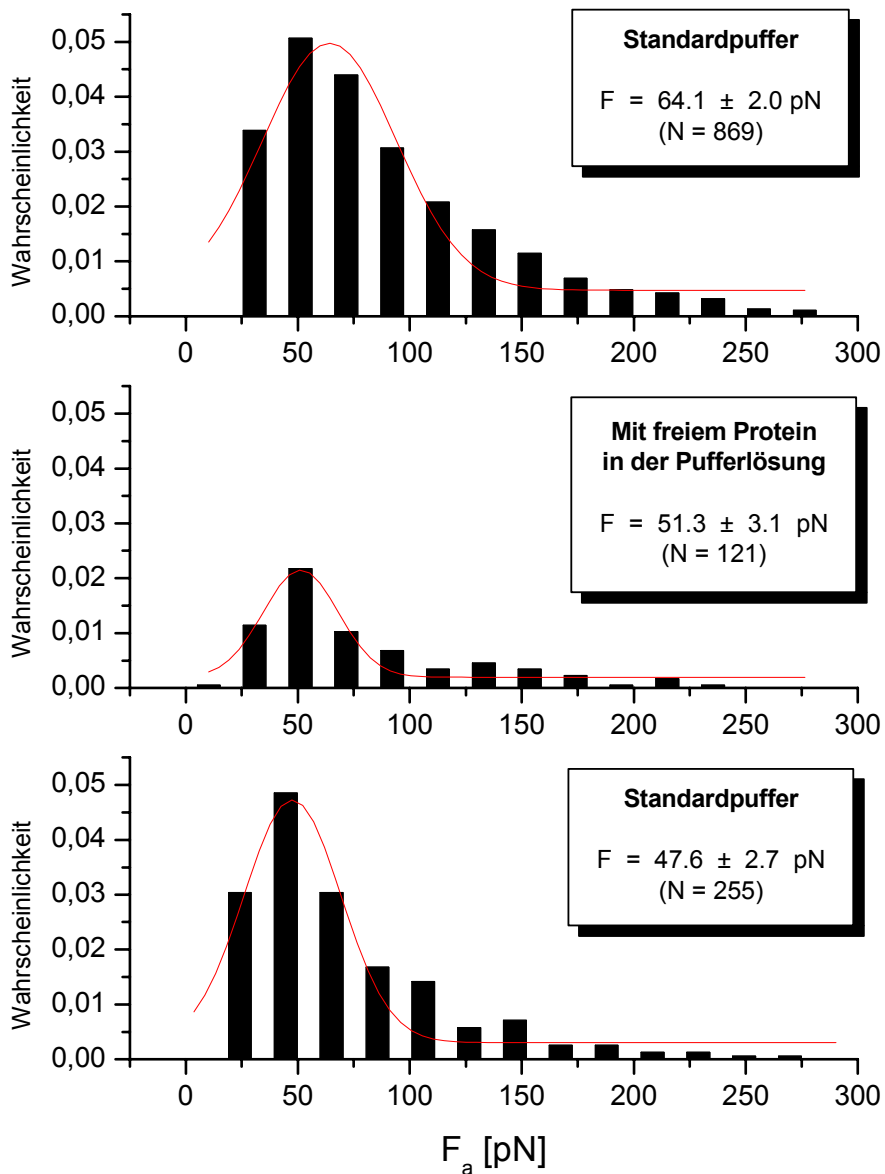 0,05
0,04
0,03
0,02
0,01
0,00
Wahrscheinlichkeit
0 50 100 150 200 250 300
Standardpuffer
F = 64.1 ± 2.0 pN
(N = 869)
0,05
0,04
0,03
0,02
0,01
0,00
Wahrscheinlichkeit
0 50 100 150 200 250 300
Mit freiem Protein
in der Pufferlösung
F = 51.3 ± 3.1 pN
(N = 121)
0,05
0,04
0,03
0,02
0,01
0,00
Wahrscheinlichkeit
0 50 100 150 200 250 300
Standardpuffer
F = 47.6 ± 2.7 pN
(N = 255)
Fa [pN]